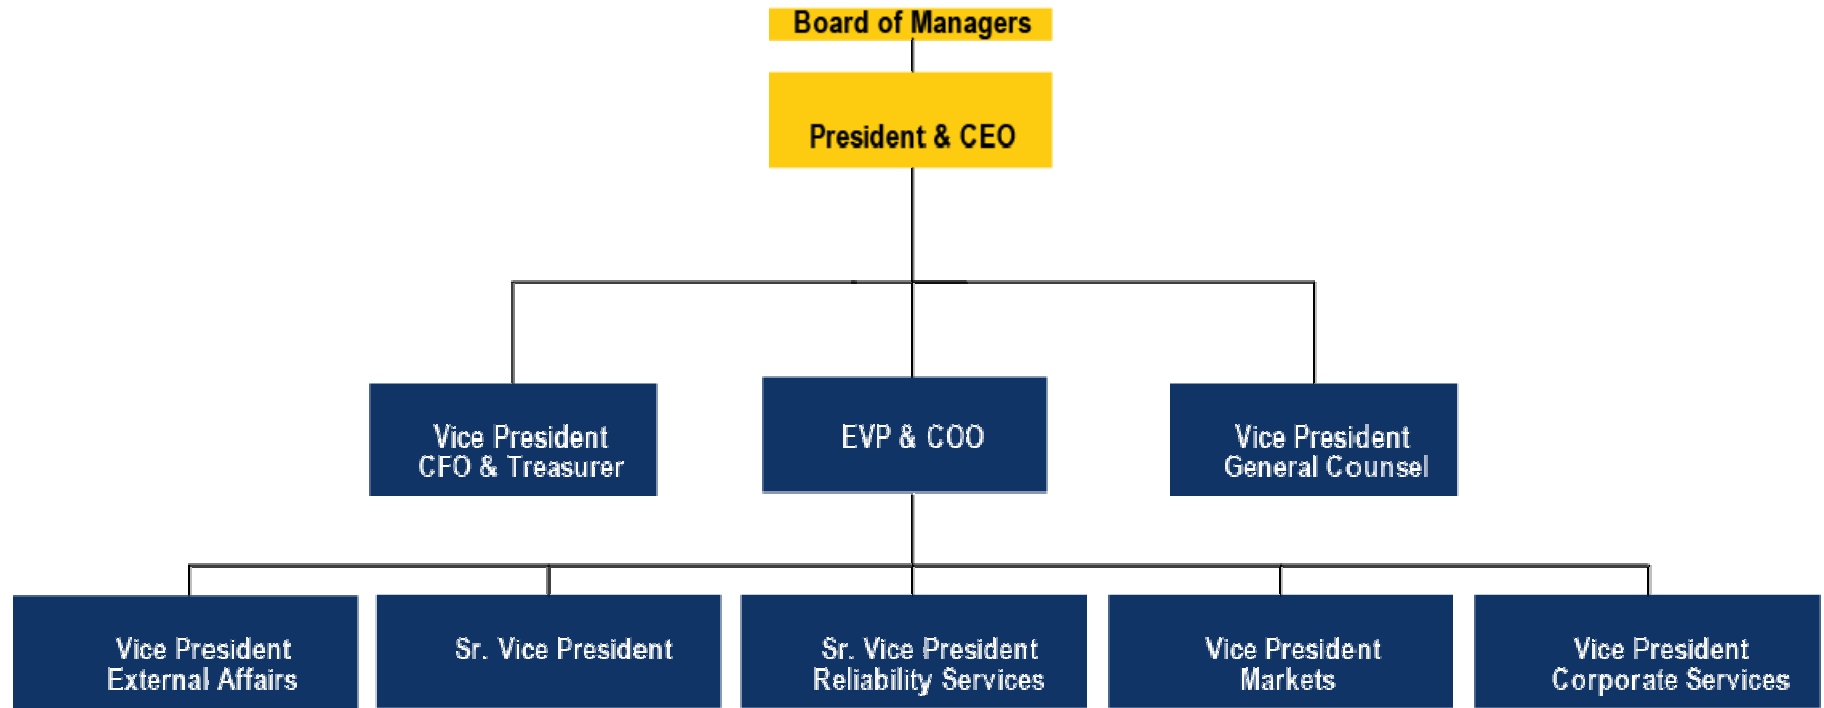 Board of Managers
President & CEO
Vice President
CFO & Treasurer
EVP & COO
Vice President
General Counsel
Vice President
External Affairs
Sr. Vice President
Sr. Vice President
Reliability Services
Vice President
Markets
Vice President
Corporate Services